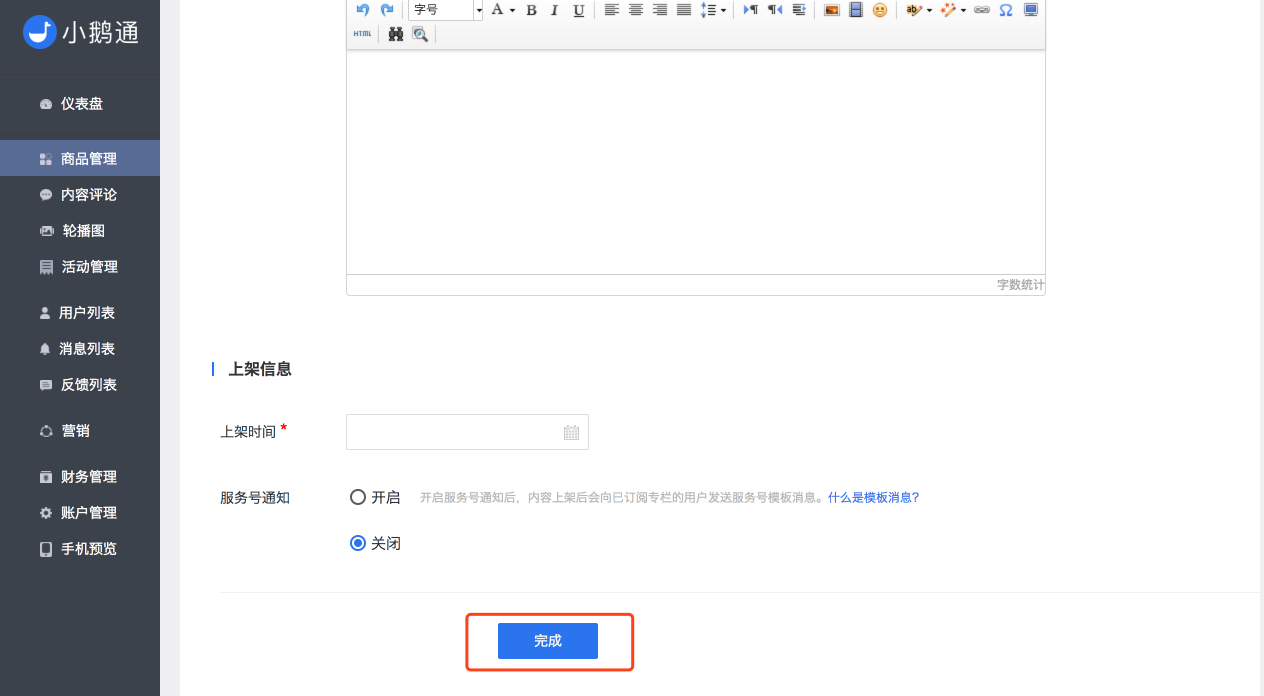 小鹅通
仪表盘
商品管理
内容评论
轮播图
活动管理
用户列表
消息列表
反馈列表
营销
财务管理
账户管理
手机预览
字号 A B I U
HTML
字数统计
上架信息
上架时间 *
服务号通知 开启 开启服务号通知后，内容上架后会向已订阅专栏的用户发送服务号模板消息。什么是模板消息?
关闭
完成